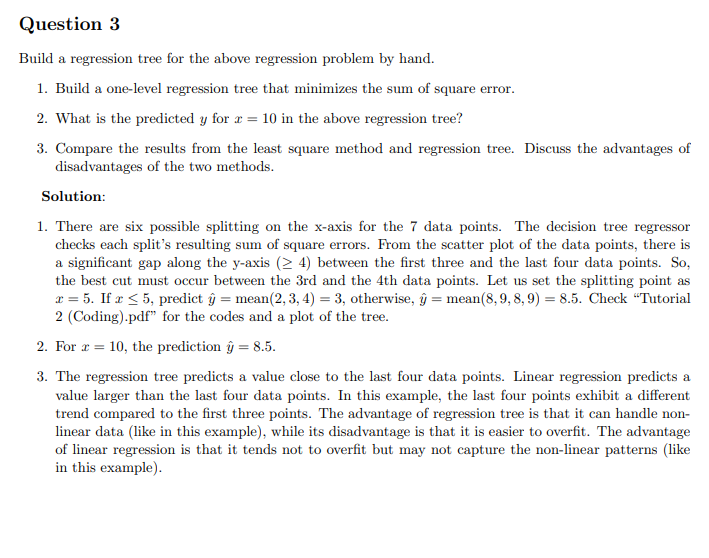 Question 3
Build a regression tree for the above regression problem by hand.
1. Build a one-level regression tree that minimizes the sum of square error.
2. What is the predicted y for x = 10 in the above regression tree?
3. Compare the results from the least square method and regression tree. Discuss the advantages of
disadvantages of the two methods.
Solution:
1. There are six possible splitting on the x-axis for the 7 data points. The decision tree regressor
checks each split's resulting sum of square errors. From the scatter plot of the data points, there is
a significant gap along the y-axis (≥ 4) between the first three and the last four data points. So,
the best cut must occur between the 3rd and the 4th data points. Let us set the splitting point as
x = 5. If x ≤ 5, predict ŷ = mean(2, 3, 4) = 3, otherwise, ŷ = mean(8, 9, 8, 9) = 8.5. Check “Tutorial
2 (Coding).pdf” for the codes and a plot of the tree.
2. For x = 10, the prediction ŷ = 8.5.
3. The regression tree predicts a value close to the last four data points. Linear regression predicts a
value larger than the last four data points. In this example, the last four points exhibit a different
trend compared to the first three points. The advantage of regression tree is that it can handle non-
linear data (like in this example), while its disadvantage is that it is easier to overfit. The advantage
of linear regression is that it tends not to overfit but may not capture the non-linear patterns (like
in this example).